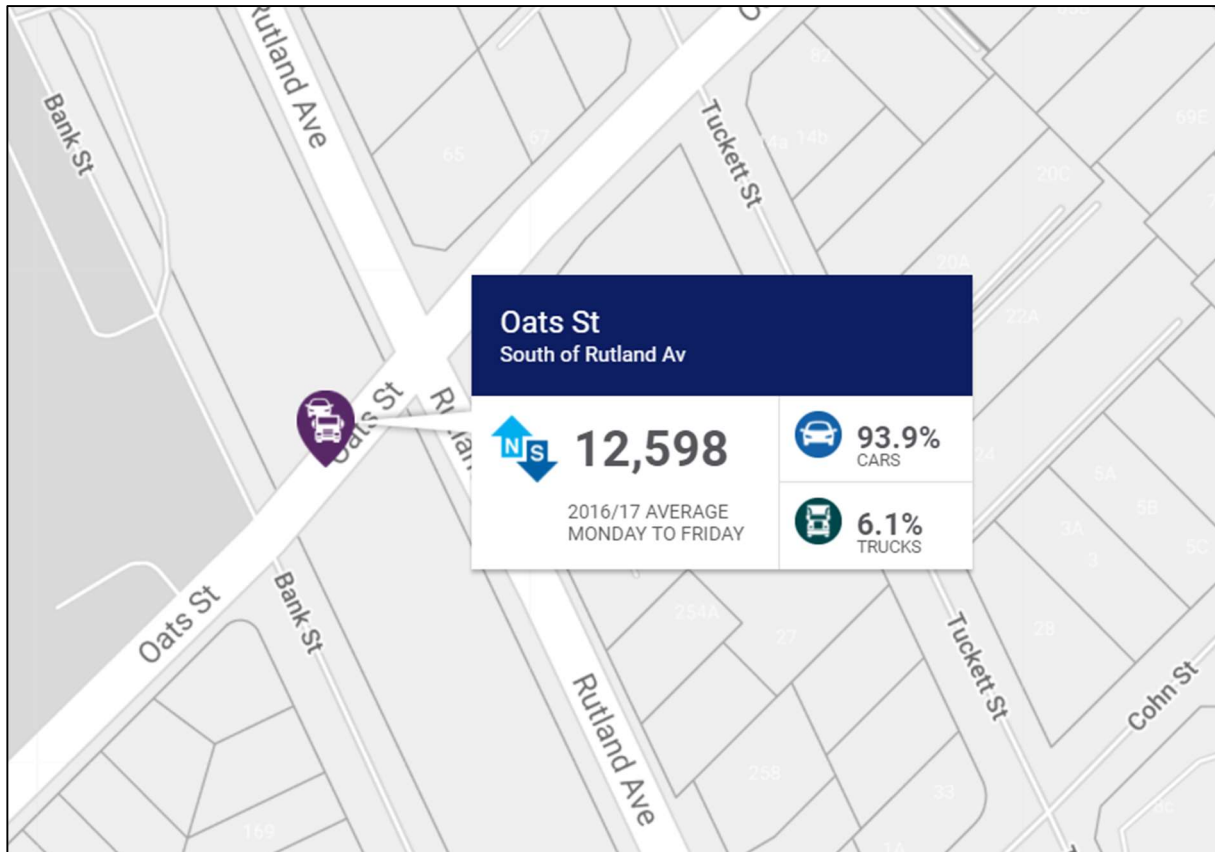 Rutland Ave
Bank St
65
67
82
14a
14b
Tuckett St
69E
20C
20A
22A
Oats St
South of Rutland Av
Oats St
N
S
12,598
2016/17 AVERAGE
MONDAY TO FRIDAY
93.9%
CARS
6.1%
TRUCKS
24
5A
5B
3A
3
5C
Oats St
Bank St
254A
27
28
Tuckett St
Cohn St
Rutland Ave
25B
33
169
1A